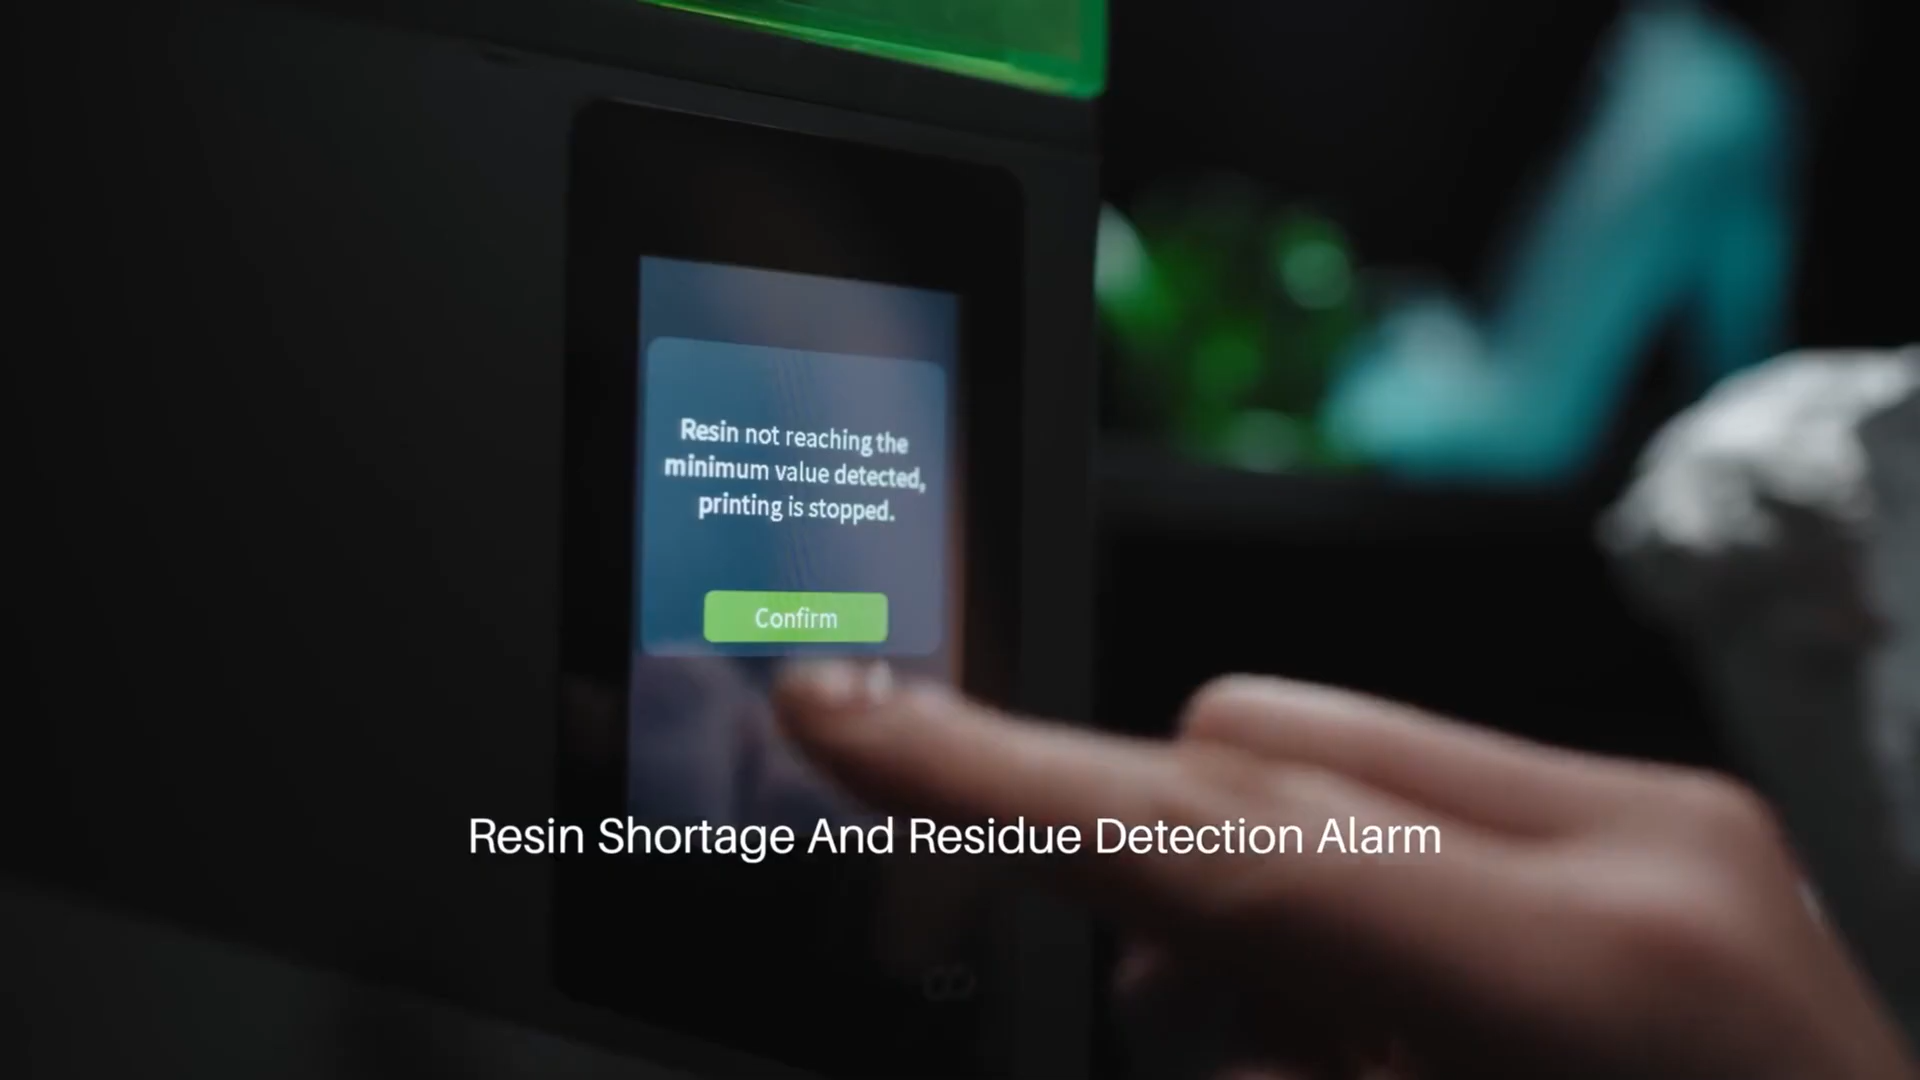 Resin not reaching the
minimum value detected,
printing is stopped.
Confirm
Resin Shortage And Residue Detection Alarm